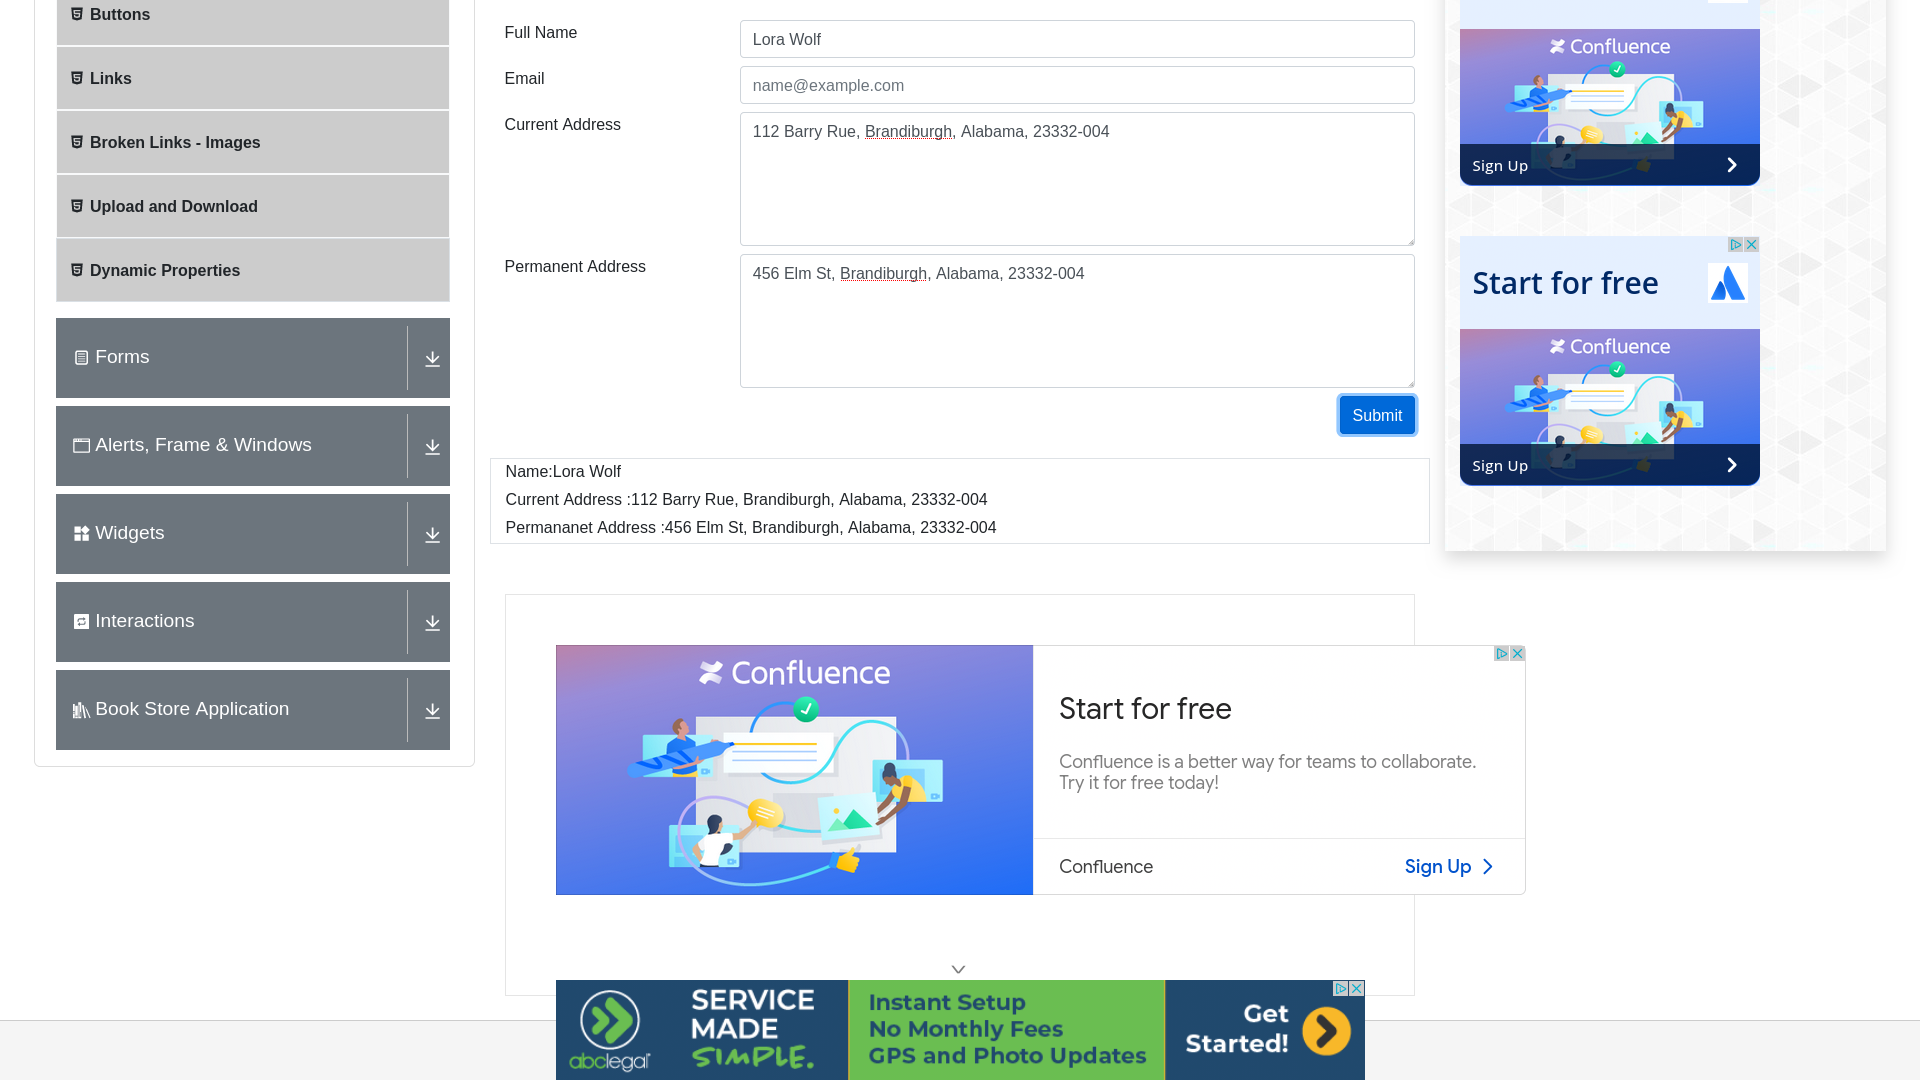 Buttons
Links
Broken Links - Images
Upload and Download
Dynamic Properties
Forms
Alerts, Frame & Windows
Widgets
Interactions
Book Store Application
Full Name
Lora Wolf
Email
name@example.com
Current Address
112 Barry Rue, Brandiburgh, Alabama, 23332-004
Permanent Address
456 Elm St, Brandiburgh, Alabama, 23332-004
Submit
Name:Lora Wolf
Current Address :112 Barry Rue, Brandiburgh, Alabama, 23332-004
Permananet Address :456 Elm St, Brandiburgh, Alabama, 23332-004
Confluence
Sign Up
Start for free
Confluence
Sign Up
Confluence
Start for free
Confluence is a better way for teams to collaborate.
Try it for free today!
Confluence
Sign Up
abclegal
SERVICE
MADE
SIMPLE.
Instant Setup
No Monthly Fees
GPS and Photo Updates
Get
Started!